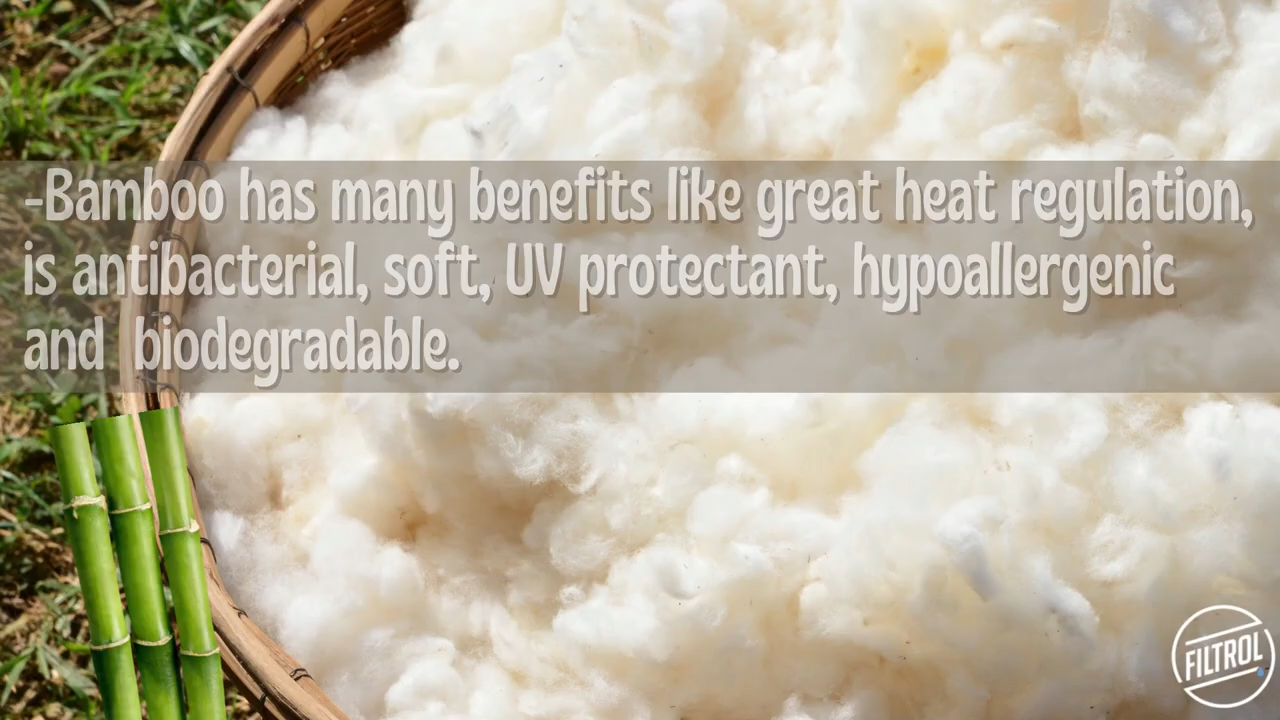 -Bamboo has many benefits like great heat regulation,
is antibacterial, soft, UV protectant, hypoallergenic
and biodegradable.
FILTROL